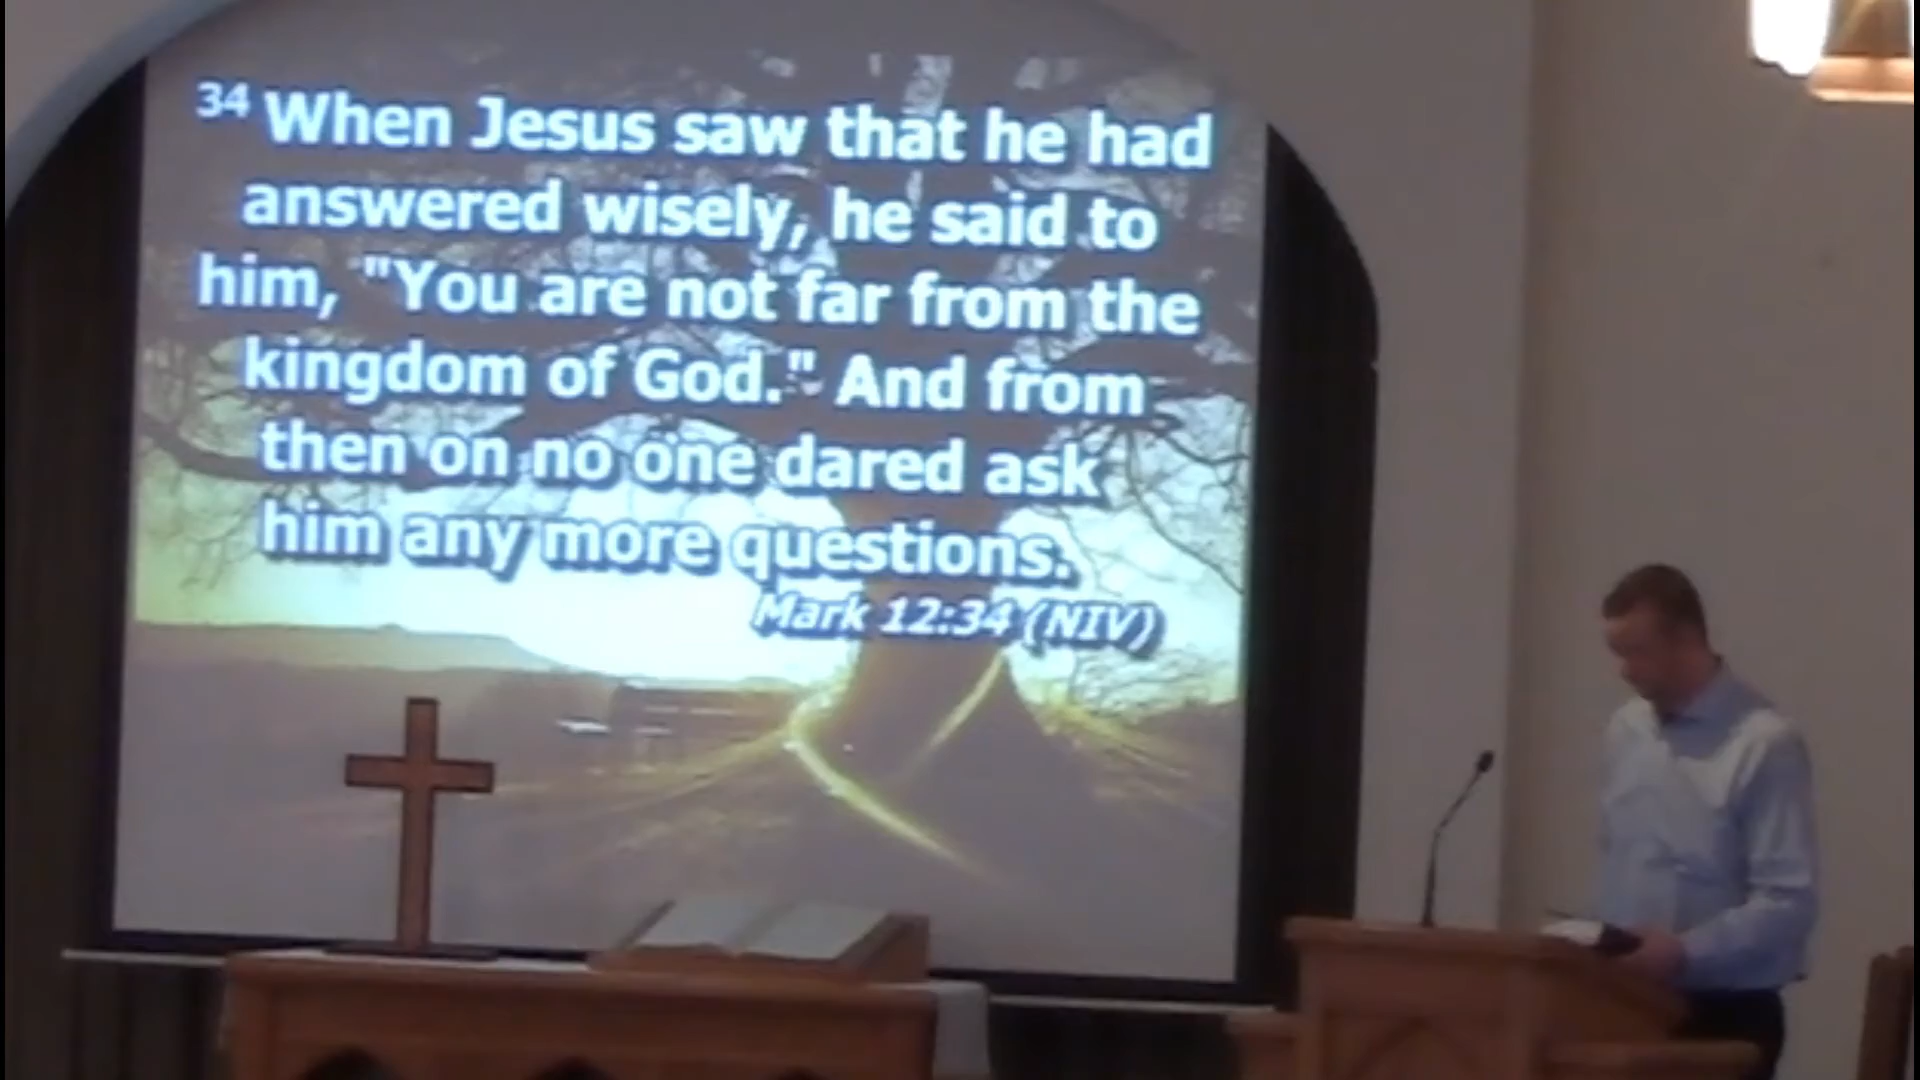 34 When Jesus saw that he had
answered wisely, he said to
him, "You are not far from the
kingdom of God." And from
then on no one dared ask
him any more questions.
Mark 12:34 (NIV)